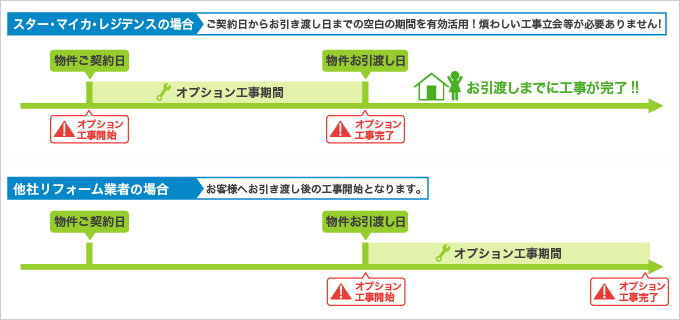 スター・マイカ・レジデンスの場合
ご契約日からお引き渡し日までの空白の期間を有効活用！煩わしい工事立会等が必要ありません！
物件ご契約日
物件お引渡し日
オプション工事期間
お引渡しまでに工事が完了!!
オプション
工事開始
オプション
工事完了
他社リフォーム業者の場合
お客様へお引き渡し後の工事開始となります。
物件ご契約日
物件お引渡し日
オプション工事期間
オプション
工事開始
オプション
工事完了